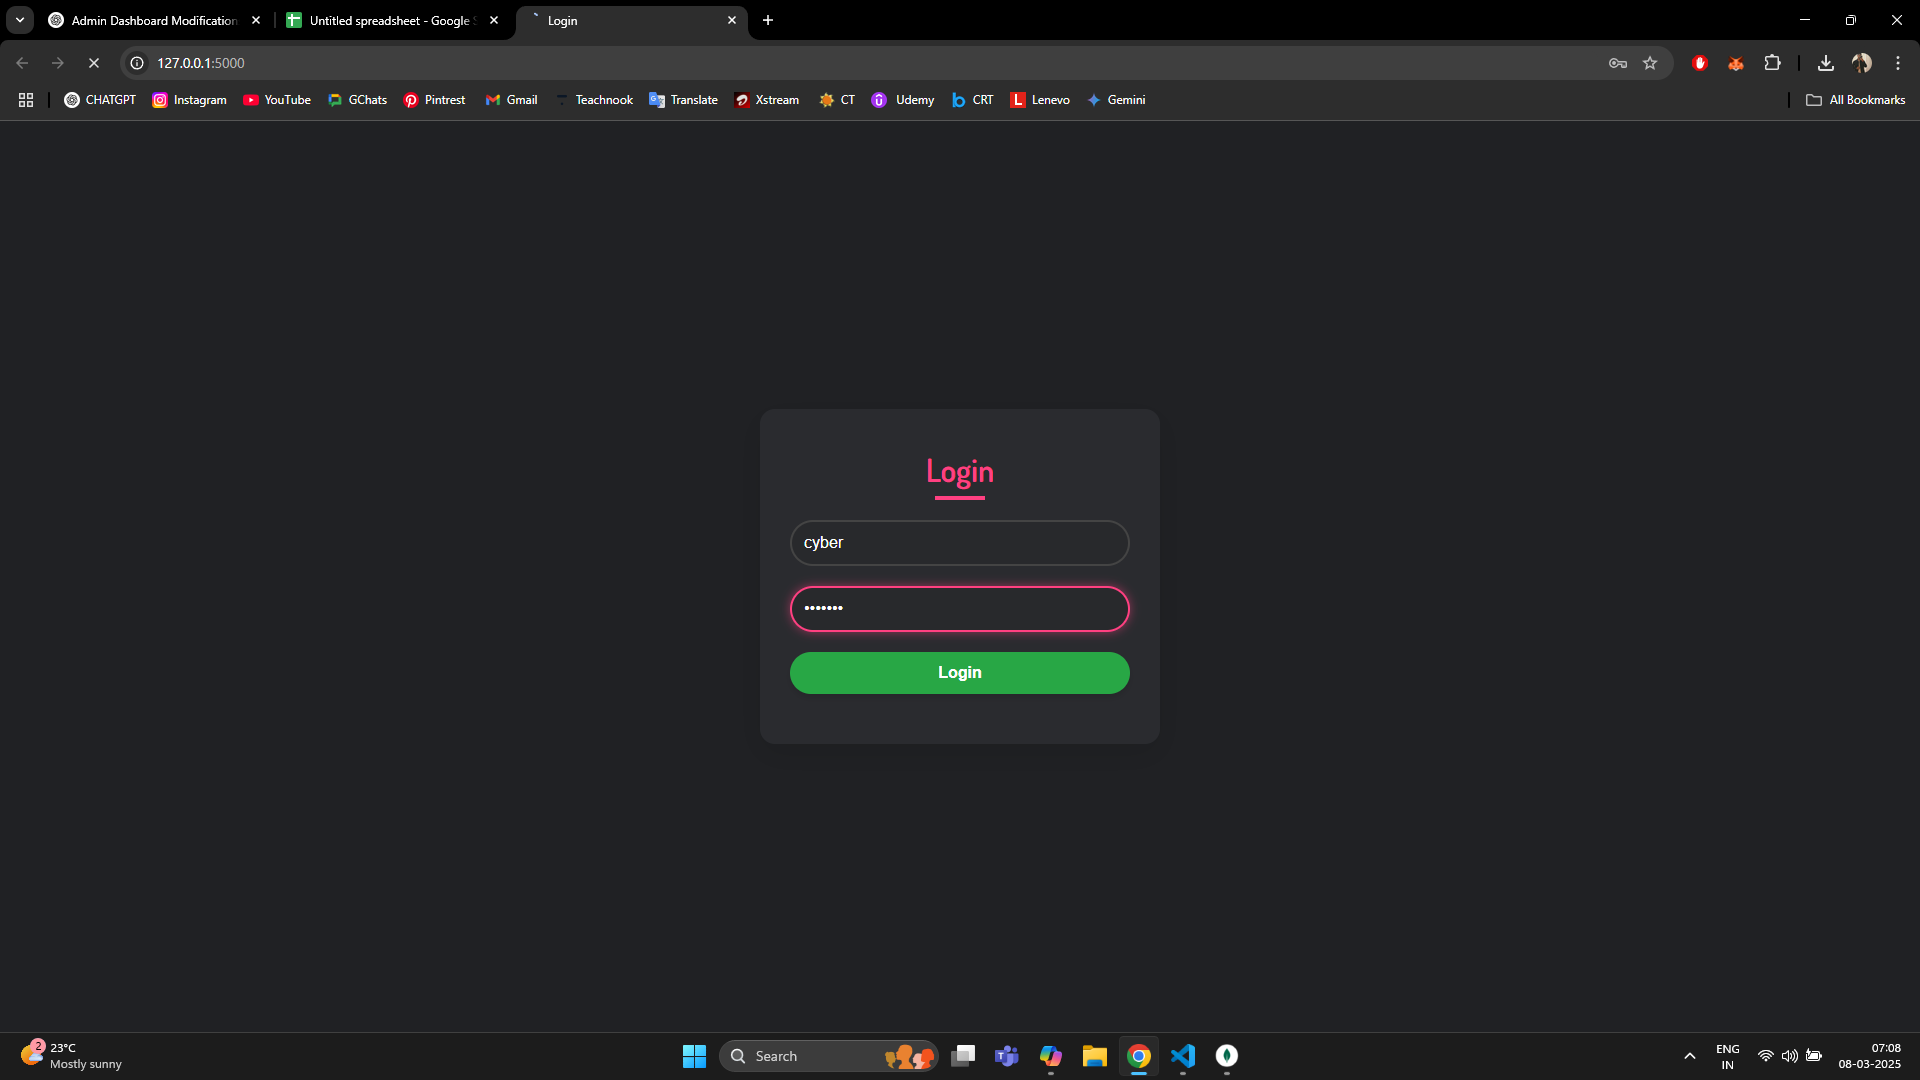 Admin Dashboard Modification
Untitled spreadsheet - Google S
Login
127.0.0.1:5000
CHATGPT
Instagram
YouTube
GChats
Pintrest
Gmail
Teachnook
Translate
Xstream
CT
Udemy
CRT
Lenevo
Gemini
All Bookmarks
Login
cyber
•••••••
Login
2
23°C
Mostly sunny
Search
ENG
IN
07:08
08-03-2025